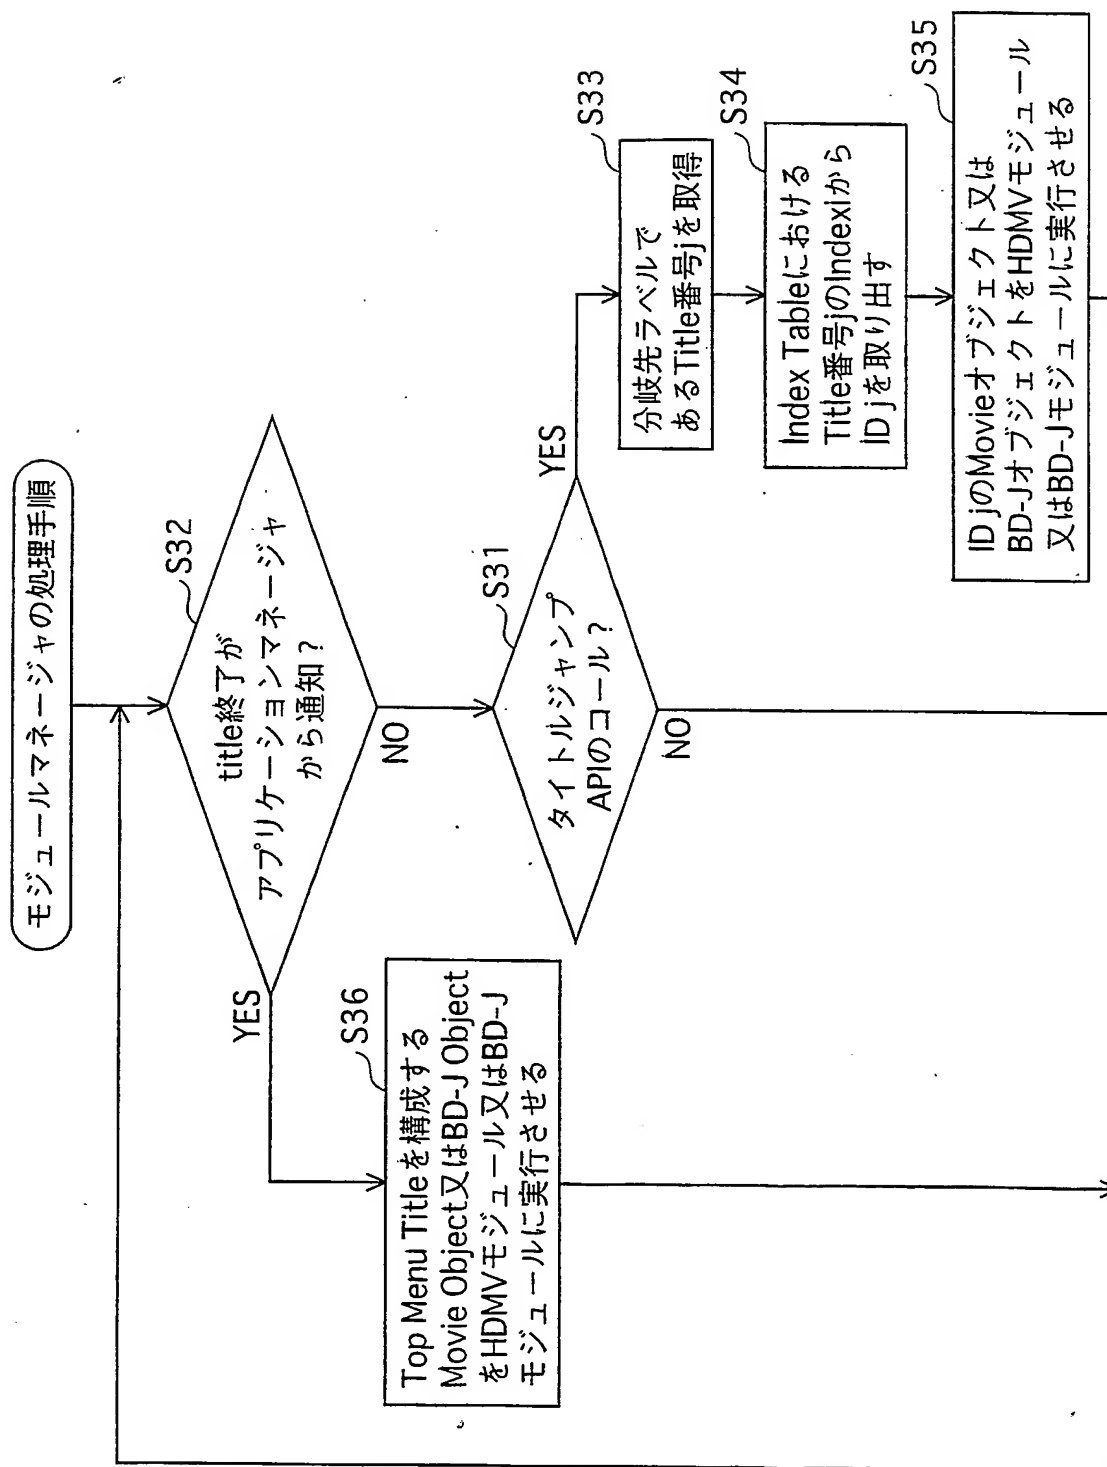 モジュールマネージャの処理手順
S32
title終了が
アプリケーションマネージャ
から通知？
YES
NO
S36
Top Menu Titleを構成する
Movie Object又はBD-J Object
をHDMVモジュール又はBD-J
モジュールに実行させる
S31
タイトルジャンプ
APIのコール？
YES
NO
S33
分岐先ラベルで
あるTitle番号jを取得
S34
Index Tableにおける
Title番号jのIndexiから
ID jを取り出す
S35
ID jのMovieオブジェクト又は
BD-JオブジェクトをHDMVモジュール
又はBD-Jモジュールに実行させる